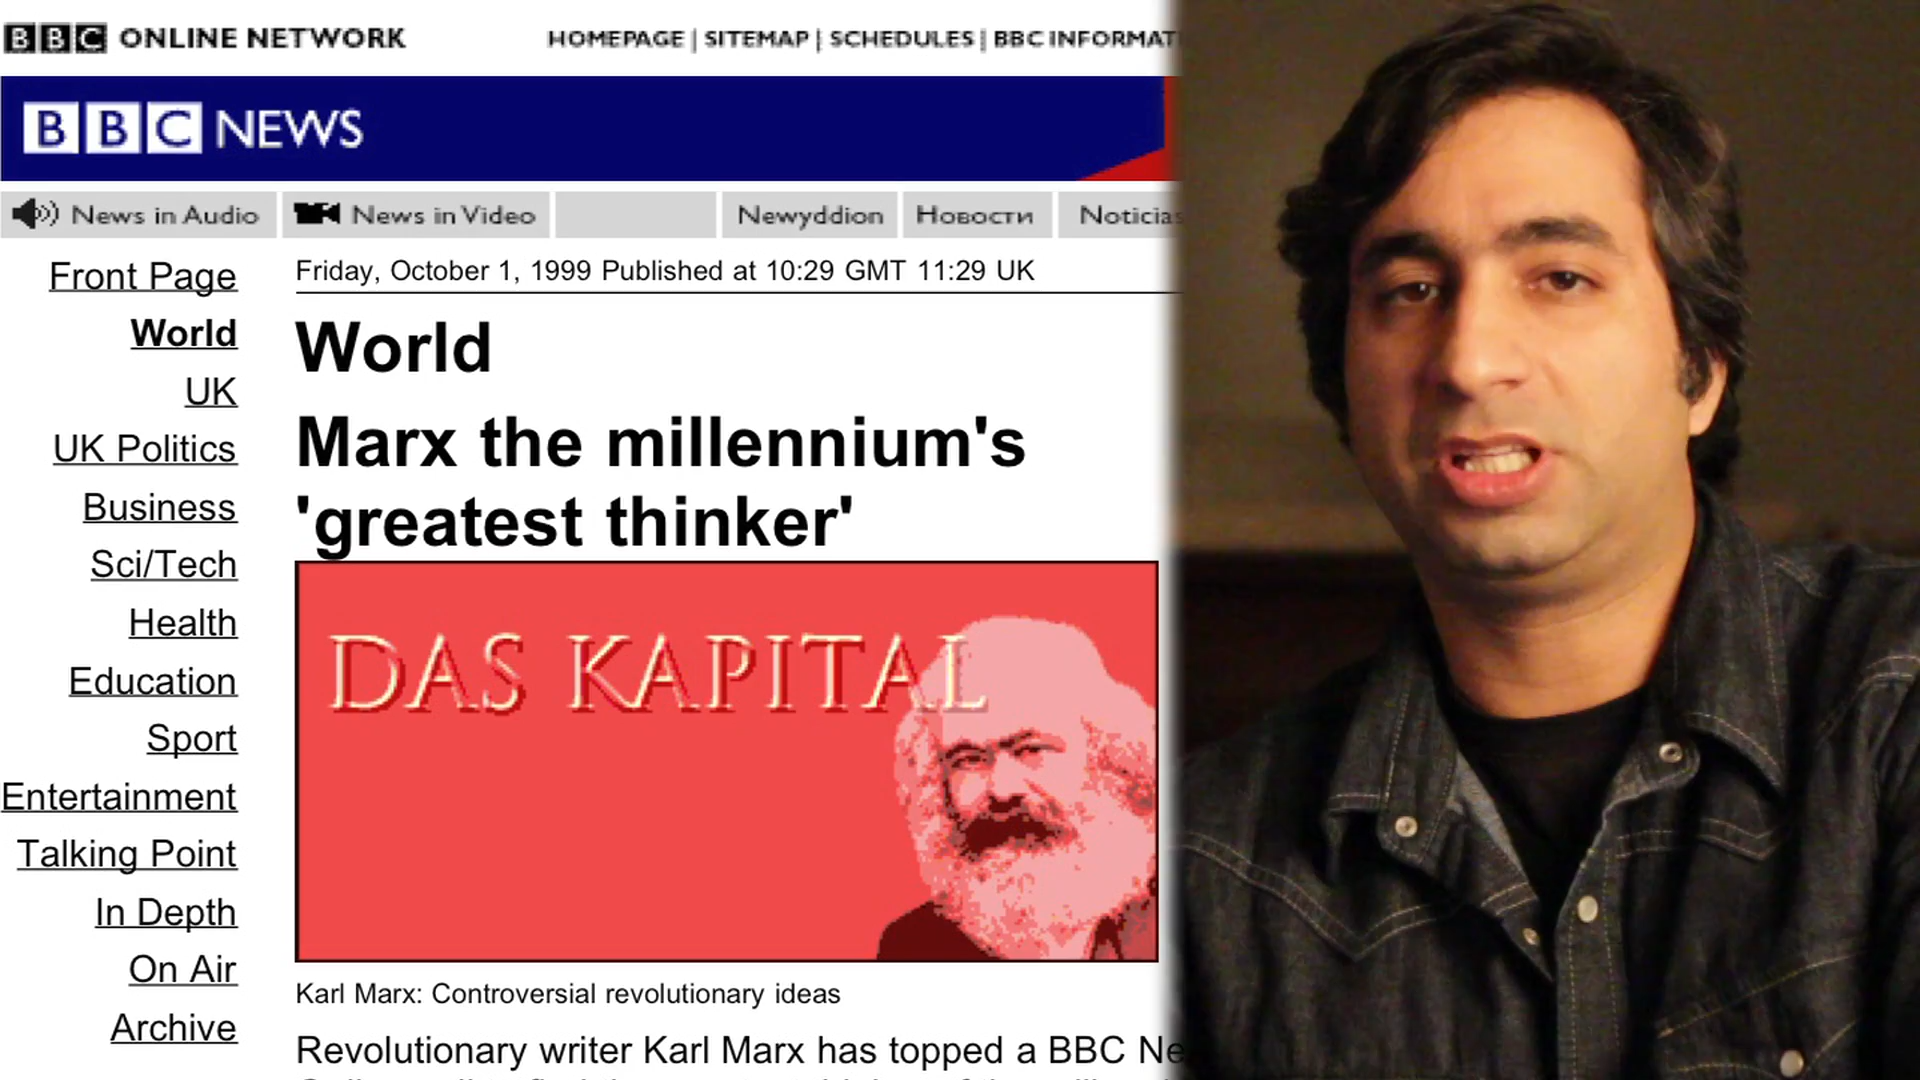 BBC ONLINE NETWORK
HOMEPAGE | SITEMAP | SCHEDULES | BBC
BBC NEWS
News in Audio
News in Video
Newyddion
Новости
Noticias
Front Page
World
UK
UK Politics
Business
Sci/Tech
Health
Education
Sport
Entertainment
Talking Point
In Depth
On Air
Archive
Friday, October 1, 1999 Published at 10:29 GMT 11:29 UK
World
Marx the millennium's
'greatest thinker'
DAS KAPITAL
Karl Marx: Controversial revolutionary ideas
Revolutionary writer Karl Marx has topped a BBC